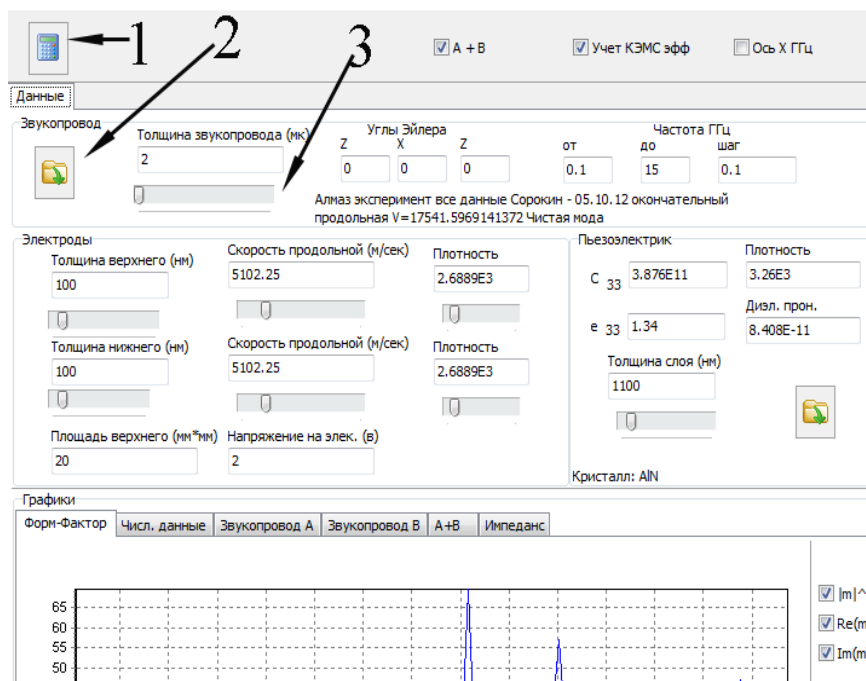 1
2
3
A + B
Учет КЭМС эфф
Ось X ГГц
Данные
Звукопровод
Толщина звукопровода (мк)
2
Углы Эйлера
Z X Z
0 0 0
Частота ГГц
от до шаг
0.1 15 0.1
Алмаз эксперимент все данные Сорокин - 05.10.12 окончательный
продольная V=17541.5969141372 Чистая мода
Электроды
Толщина верхнего (нм) Скорость продольной (м/сек) Плотность
100 5102.25 2.6889E3
Толщина нижнего (нм) Скорость продольной (м/сек) Плотность
100 5102.25 2.6889E3
Площадь верхнего (мм*мм) Напряжение на элек. (в)
20 2
Пьезоэлектрик
Плотность
C 33 3.876E11 3.26E3
Диэл. прон.
e 33 1.34 8.408E-11
Толщина слоя (нм)
1100
Кристалл: AlN
Графики
Форм-Фактор Числ. данные Звукопровод А Звукопровод В А+В Импеданс
65
60
55
50
|m|^
Re(m
Im(m